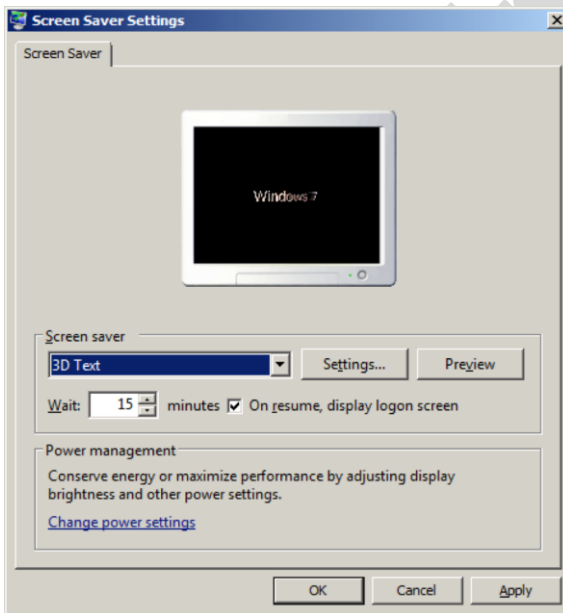 Screen Saver Settings
Screen Saver
Windows 7
Screen saver
3D Text
Settings...
Preview
Wait: 15 minutes On resume, display logon screen
Power management
Conserve energy or maximize performance by adjusting display
brightness and other power settings.
Change power settings
OK Cancel Apply